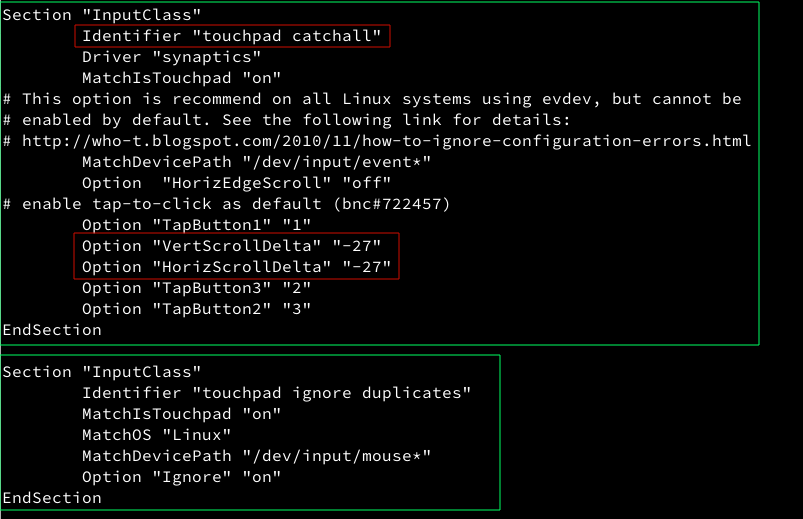 Section "InputClass"
        Identifier "touchpad catchall"
        Driver "synaptics"
        MatchIsTouchpad "on"
# This option is recommend on all Linux systems using evdev, but cannot be
# enabled by default. See the following link for details:
# http://who-t.blogspot.com/2010/11/how-to-ignore-configuration-errors.html
        MatchDevicePath "/dev/input/event*"
        Option  "HorizEdgeScroll" "off"
# enable tap-to-click as default (bnc#722457)
        Option "TapButton1" "1"
        Option "VertScrollDelta" "-27"
        Option "HorizScrollDelta" "-27"
        Option "TapButton3" "2"
        Option "TapButton2" "3"
EndSection
Section "InputClass"
        Identifier "touchpad ignore duplicates"
        MatchIsTouchpad "on"
        MatchOS "Linux"
        MatchDevicePath "/dev/input/mouse*"
        Option "Ignore" "on"
EndSection